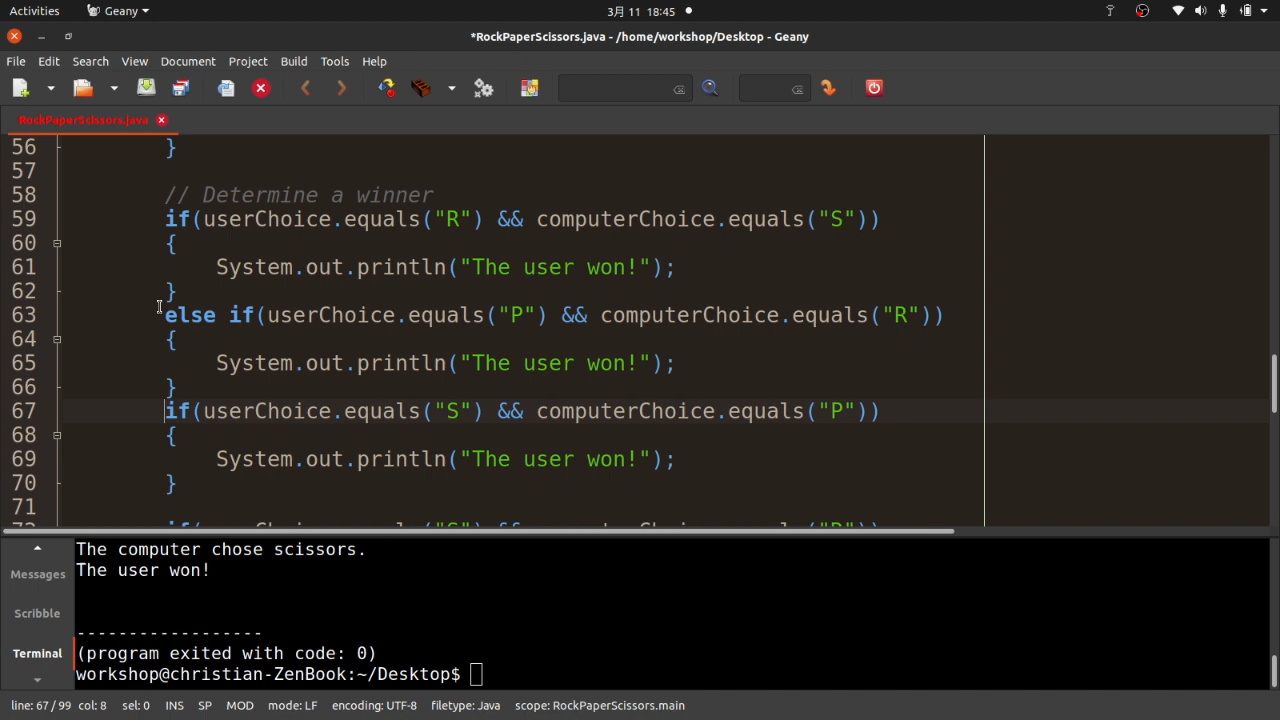 Activities Geany 3月 11 18:45
*RockPaperScissors.java - /home/workshop/Desktop - Geany
File Edit Search View Document Project Build Tools Help
RockPaperScissors.java
56 }
57
58 // Determine a winner
59 if(userChoice.equals("R") && computerChoice.equals("S"))
60 {
61 System.out.println("The user won!");
62 }
63 else if(userChoice.equals("P") && computerChoice.equals("R"))
64 {
65 System.out.println("The user won!");
66 }
67 if(userChoice.equals("S") && computerChoice.equals("P"))
68 {
69 System.out.println("The user won!");
70 }
71
Messages
Scribble
Terminal
The computer chose scissors.
The user won!
------------------
(program exited with code: 0)
workshop@christian-ZenBook:~/Desktop$
line: 67 / 99 col: 8 sel: 0 INS SP MOD mode: LF encoding: UTF-8 filetype: Java scope: RockPaperScissors.main